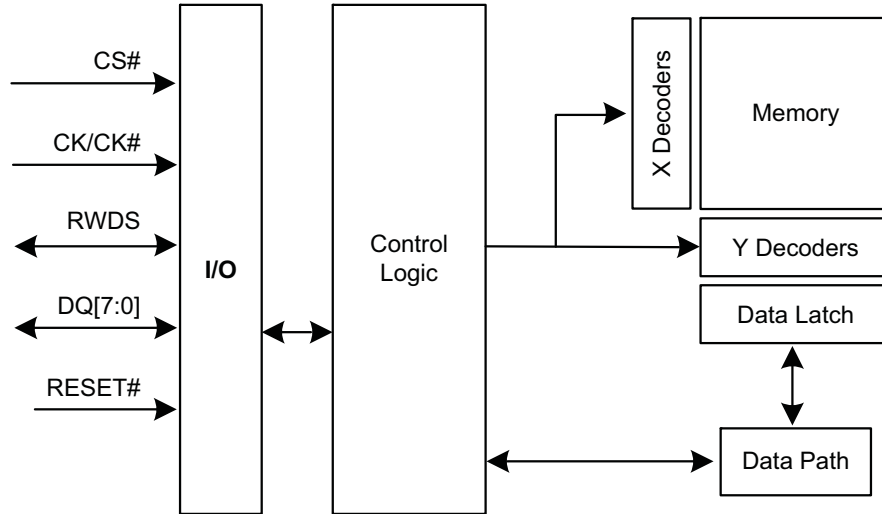 CS#
CK/CK#
RWDS
DQ[7:0]
RESET#
I/O
Control
Logic
X Decoders
Memory
Y Decoders
Data Latch
Data Path